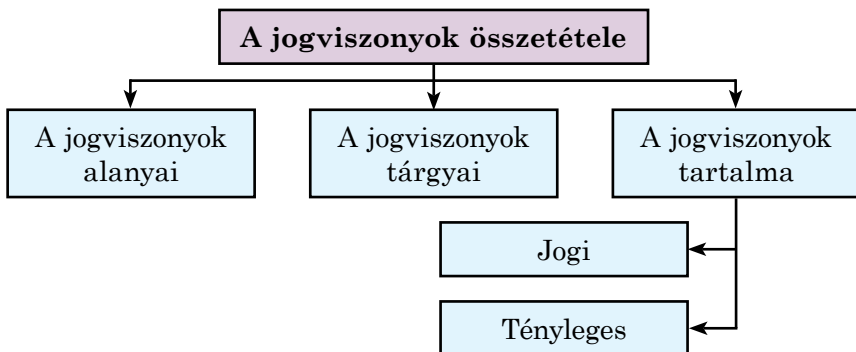 A jogviszonyok összetétele
A jogviszonyok
alanyai
A jogviszonyok
tárgyai
A jogviszonyok
tartalma
Jogi
Tényleges